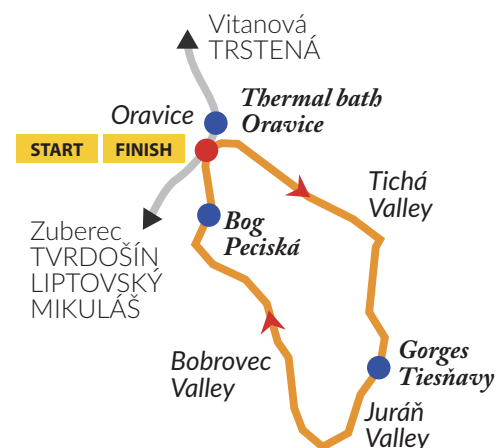 Vitanová
TRSTENÁ
Oravice
Thermal bath
Oravice
START
FINISH
Tichá
Valley
Bog
Peciská
Zuberec
TVRDOŠÍN
LIPTOVSKÝ
MIKULÁŠ
Bobrovec
Valley
Gorges
Tiesňavy
Juráň
Valley